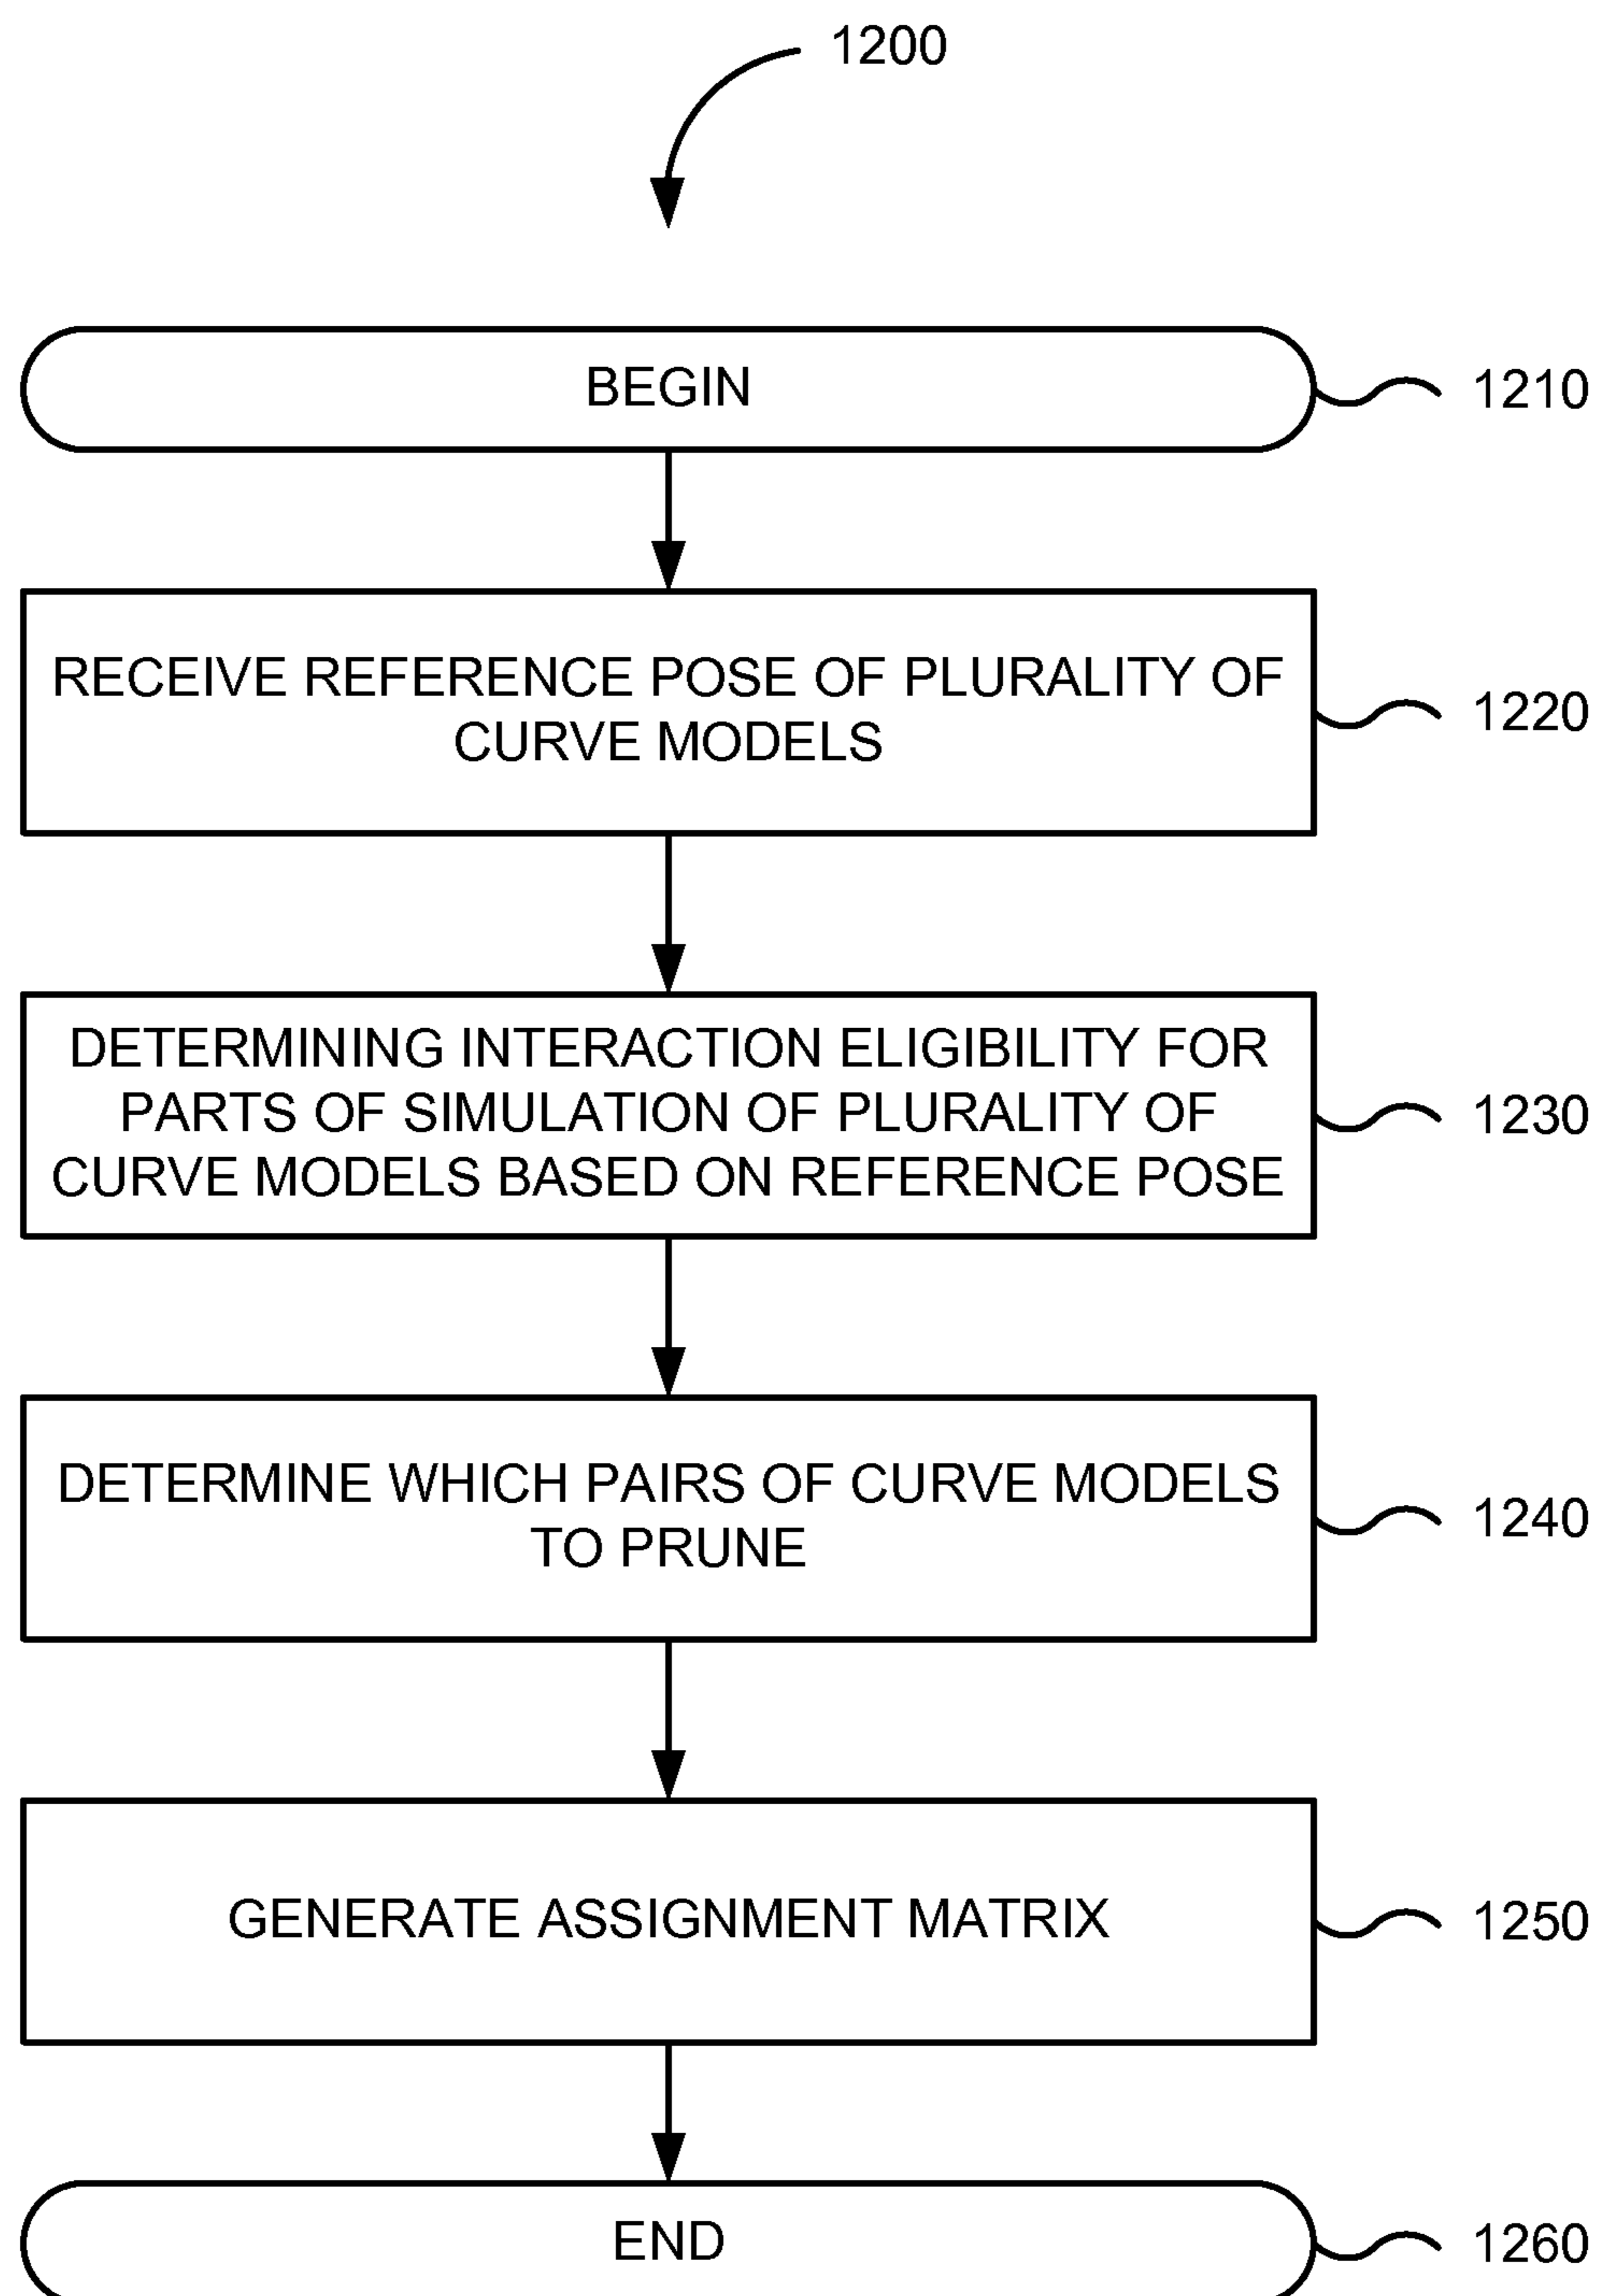 1200
BEGIN
1210
RECEIVE REFERENCE POSE OF PLURALITY OF
CURVE MODELS
1220
DETERMINING INTERACTION ELIGIBILITY FOR
PARTS OF SIMULATION OF PLURALITY OF
CURVE MODELS BASED ON REFERENCE POSE
1230
DETERMINE WHICH PAIRS OF CURVE MODELS
TO PRUNE
1240
GENERATE ASSIGNMENT MATRIX
1250
END
1260